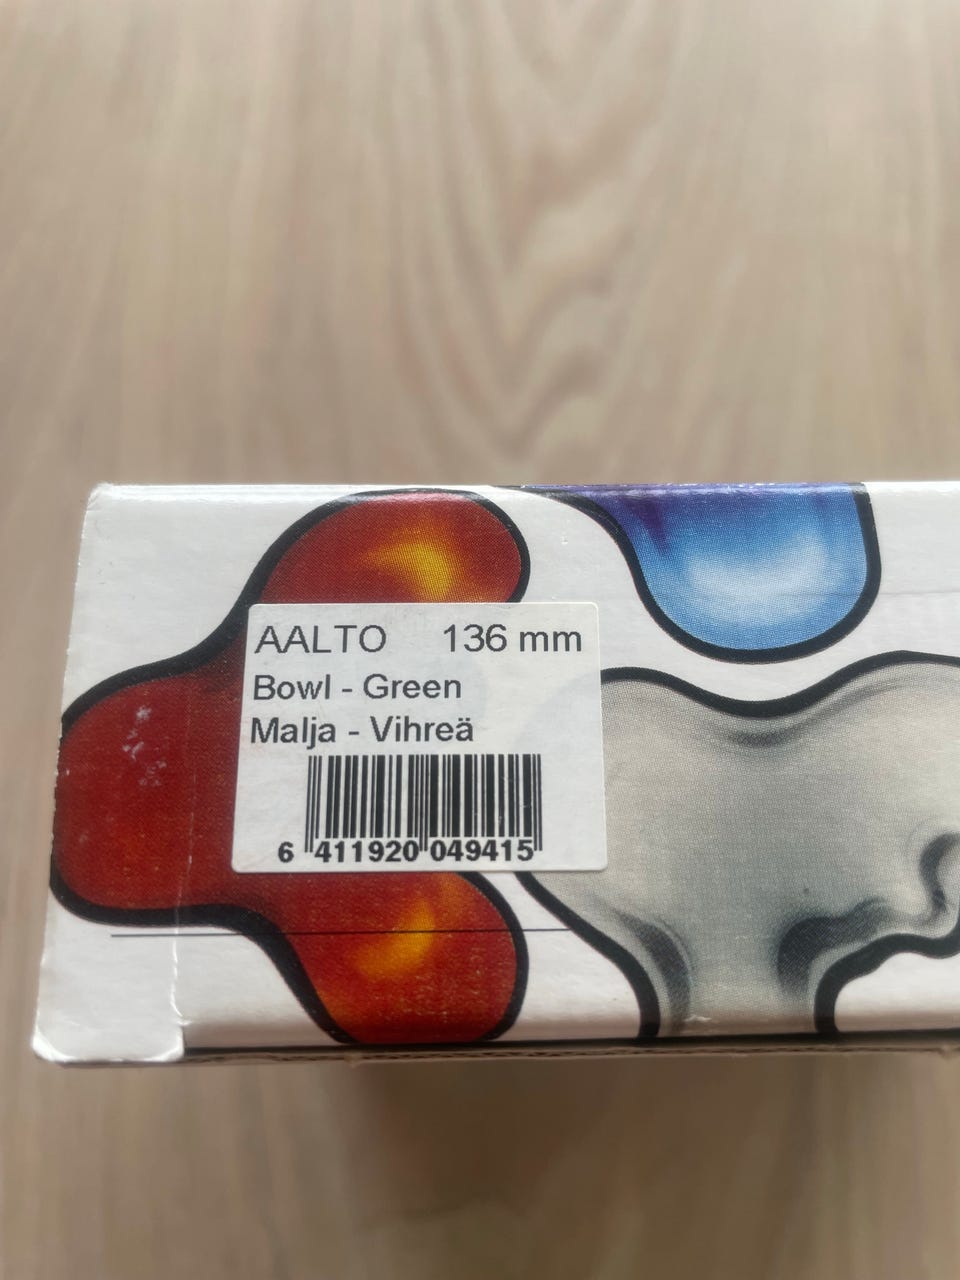 AALTO 136 mm
Bowl - Green
Malja - Vihreä
6 411920 049415